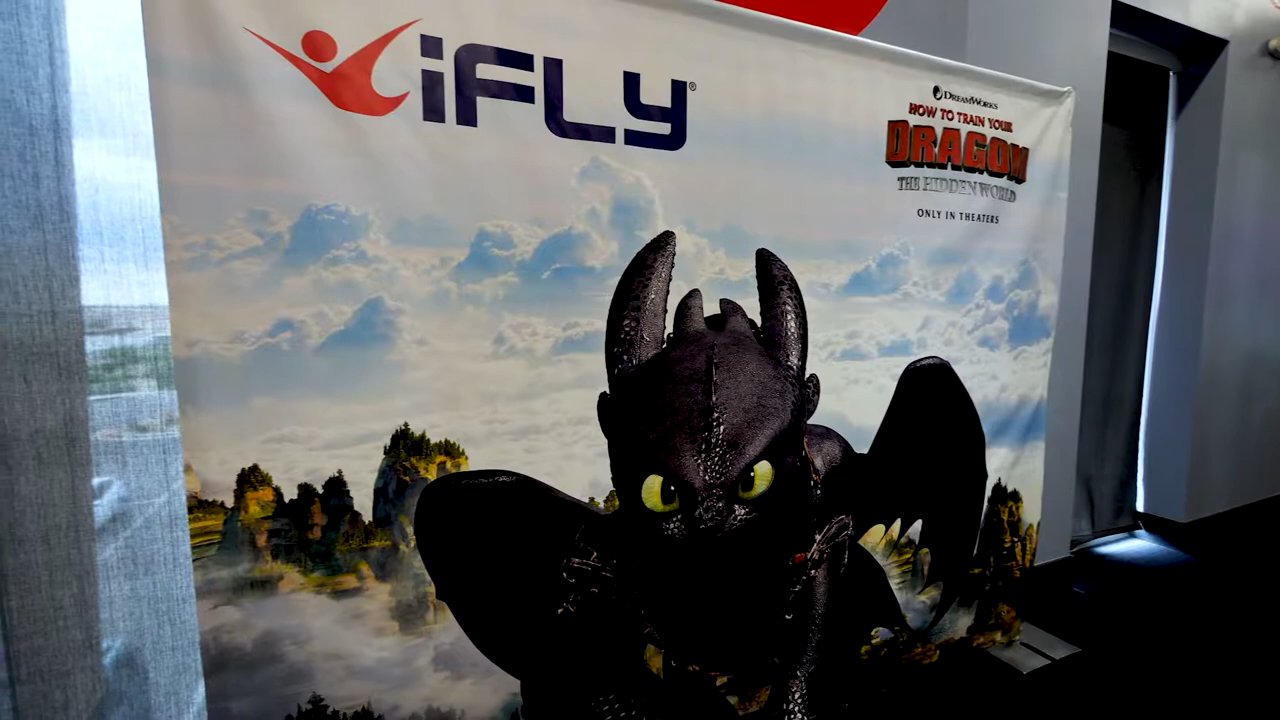 iFLY®
DREAMWORKS
HOW TO TRAIN YOUR
DRAGON
THE HIDDEN WORLD
ONLY IN THEATERS